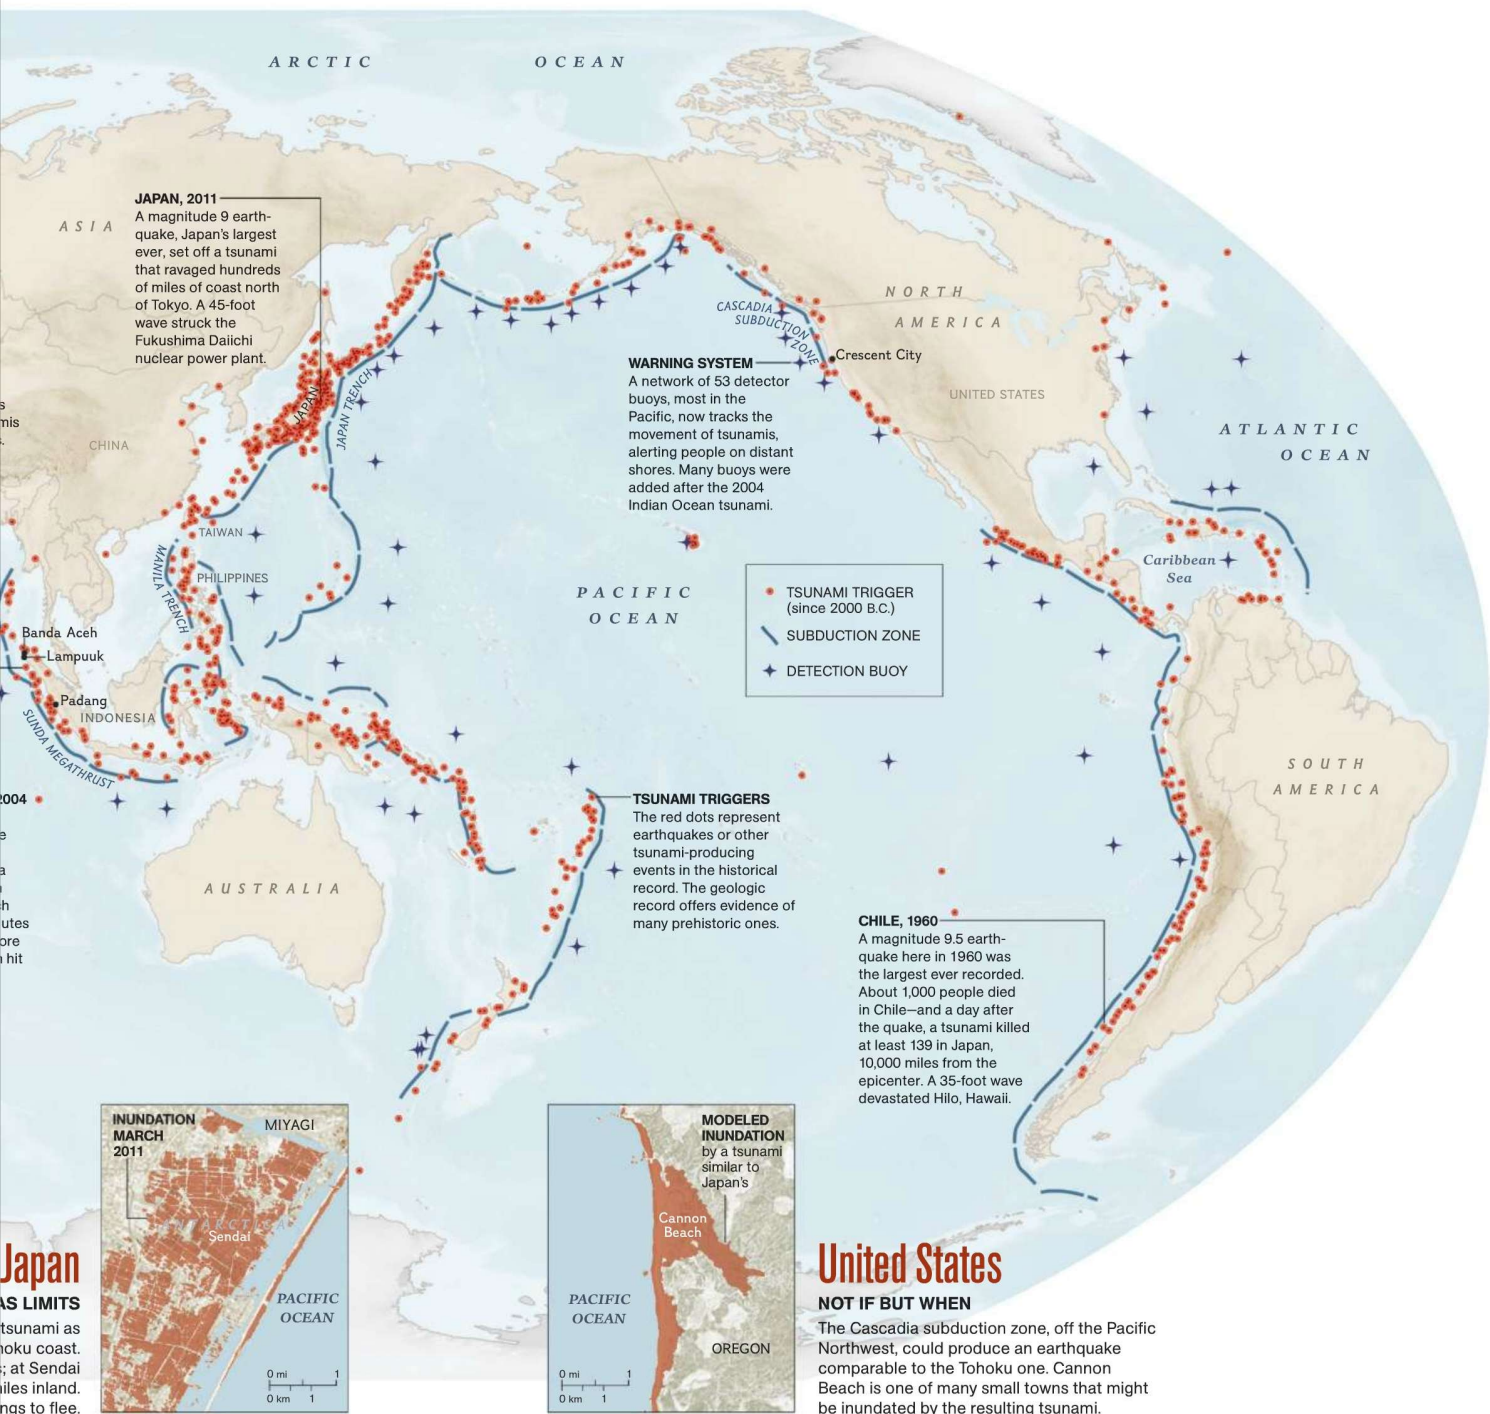 ARCTIC OCEAN
JAPAN, 2011
A magnitude 9 earth-
quake, Japan's largest
ever, set off a tsunami
that ravaged hundreds
of miles of coast north
of Tokyo. A 45-foot
wave struck the
Fukushima Daiichi
nuclear power plant.
ASIA
NORTH
AMERICA
CASCADIA
SUBDUCTION
ZONE
Crescent City
UNITED STATES
WARNING SYSTEM
A network of 53 detector
buoys, most in the
Pacific, now tracks the
movement of tsunamis,
alerting people on distant
shores. Many buoys were
added after the 2004
Indian Ocean tsunami.
JAPAN
JAPAN TRENCH
s
mis
s.
CHINA
ATLANTIC
OCEAN
TAIWAN
MANILA TRENCH
PHILIPPINES
Caribbean
Sea
PACIFIC
OCEAN
TSUNAMI TRIGGER
(since 2000 B.C.)
SUBDUCTION ZONE
DETECTION BUOY
Banda Aceh
Lampuuk
Padang
INDONESIA
SUNDA MEGATHRUST
SOUTH
AMERICA
2004
e
a
h
utes
ore
hit
TSUNAMI TRIGGERS
The red dots represent
earthquakes or other
tsunami-producing
events in the historical
record. The geologic
record offers evidence of
many prehistoric ones.
AUSTRALIA
CHILE, 1960
A magnitude 9.5 earth-
quake here in 1960 was
the largest ever recorded.
About 1,000 people died
in Chile—and a day after
the quake, a tsunami killed
at least 139 in Japan,
10,000 miles from the
epicenter. A 35-foot wave
devastated Hilo, Hawaii.
INUNDATION
MARCH
2011
MIYAGI
ANTARCTICA
Sendai
PACIFIC
OCEAN
0 mi 1
0 km 1
MODELED
INUNDATION
by a tsunami
similar to
Japan's
Cannon
Beach
PACIFIC
OCEAN
OREGON
0 mi 1
0 km 1
Japan
AS LIMITS
tsunami as
hoku coast.
s; at Sendai
miles inland.
ngs to flee.
United States
NOT IF BUT WHEN
The Cascadia subduction zone, off the Pacific
Northwest, could produce an earthquake
comparable to the Tohoku one. Cannon
Beach is one of many small towns that might
be inundated by the resulting tsunami.